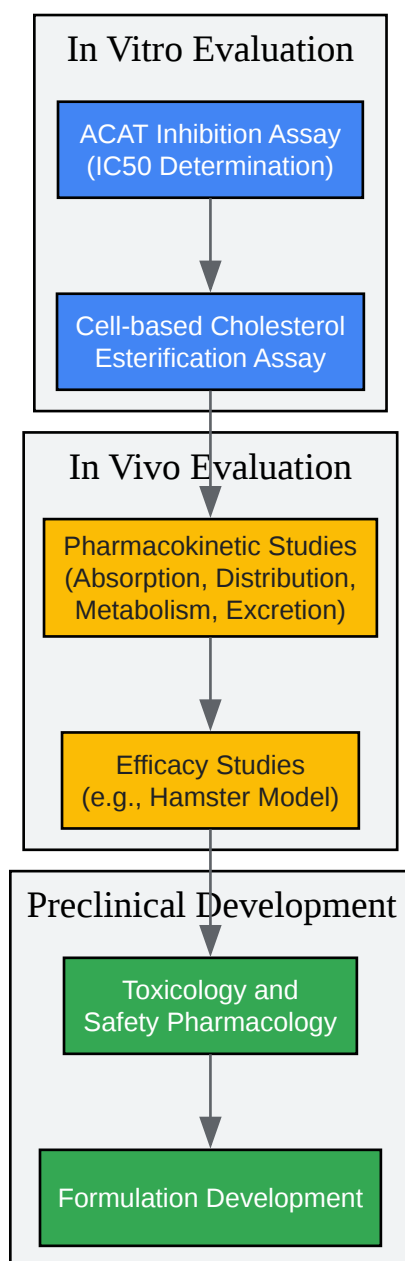 In Vitro Evaluation
ACAT Inhibition Assay
(IC50 Determination)
Cell-based Cholesterol
Esterification Assay
In Vivo Evaluation
Pharmacokinetic Studies
(Absorption, Distribution,
Metabolism, Excretion)
Efficacy Studies
(e.g., Hamster Model)
Preclinical Development
Toxicology and
Safety Pharmacology
Formulation Development